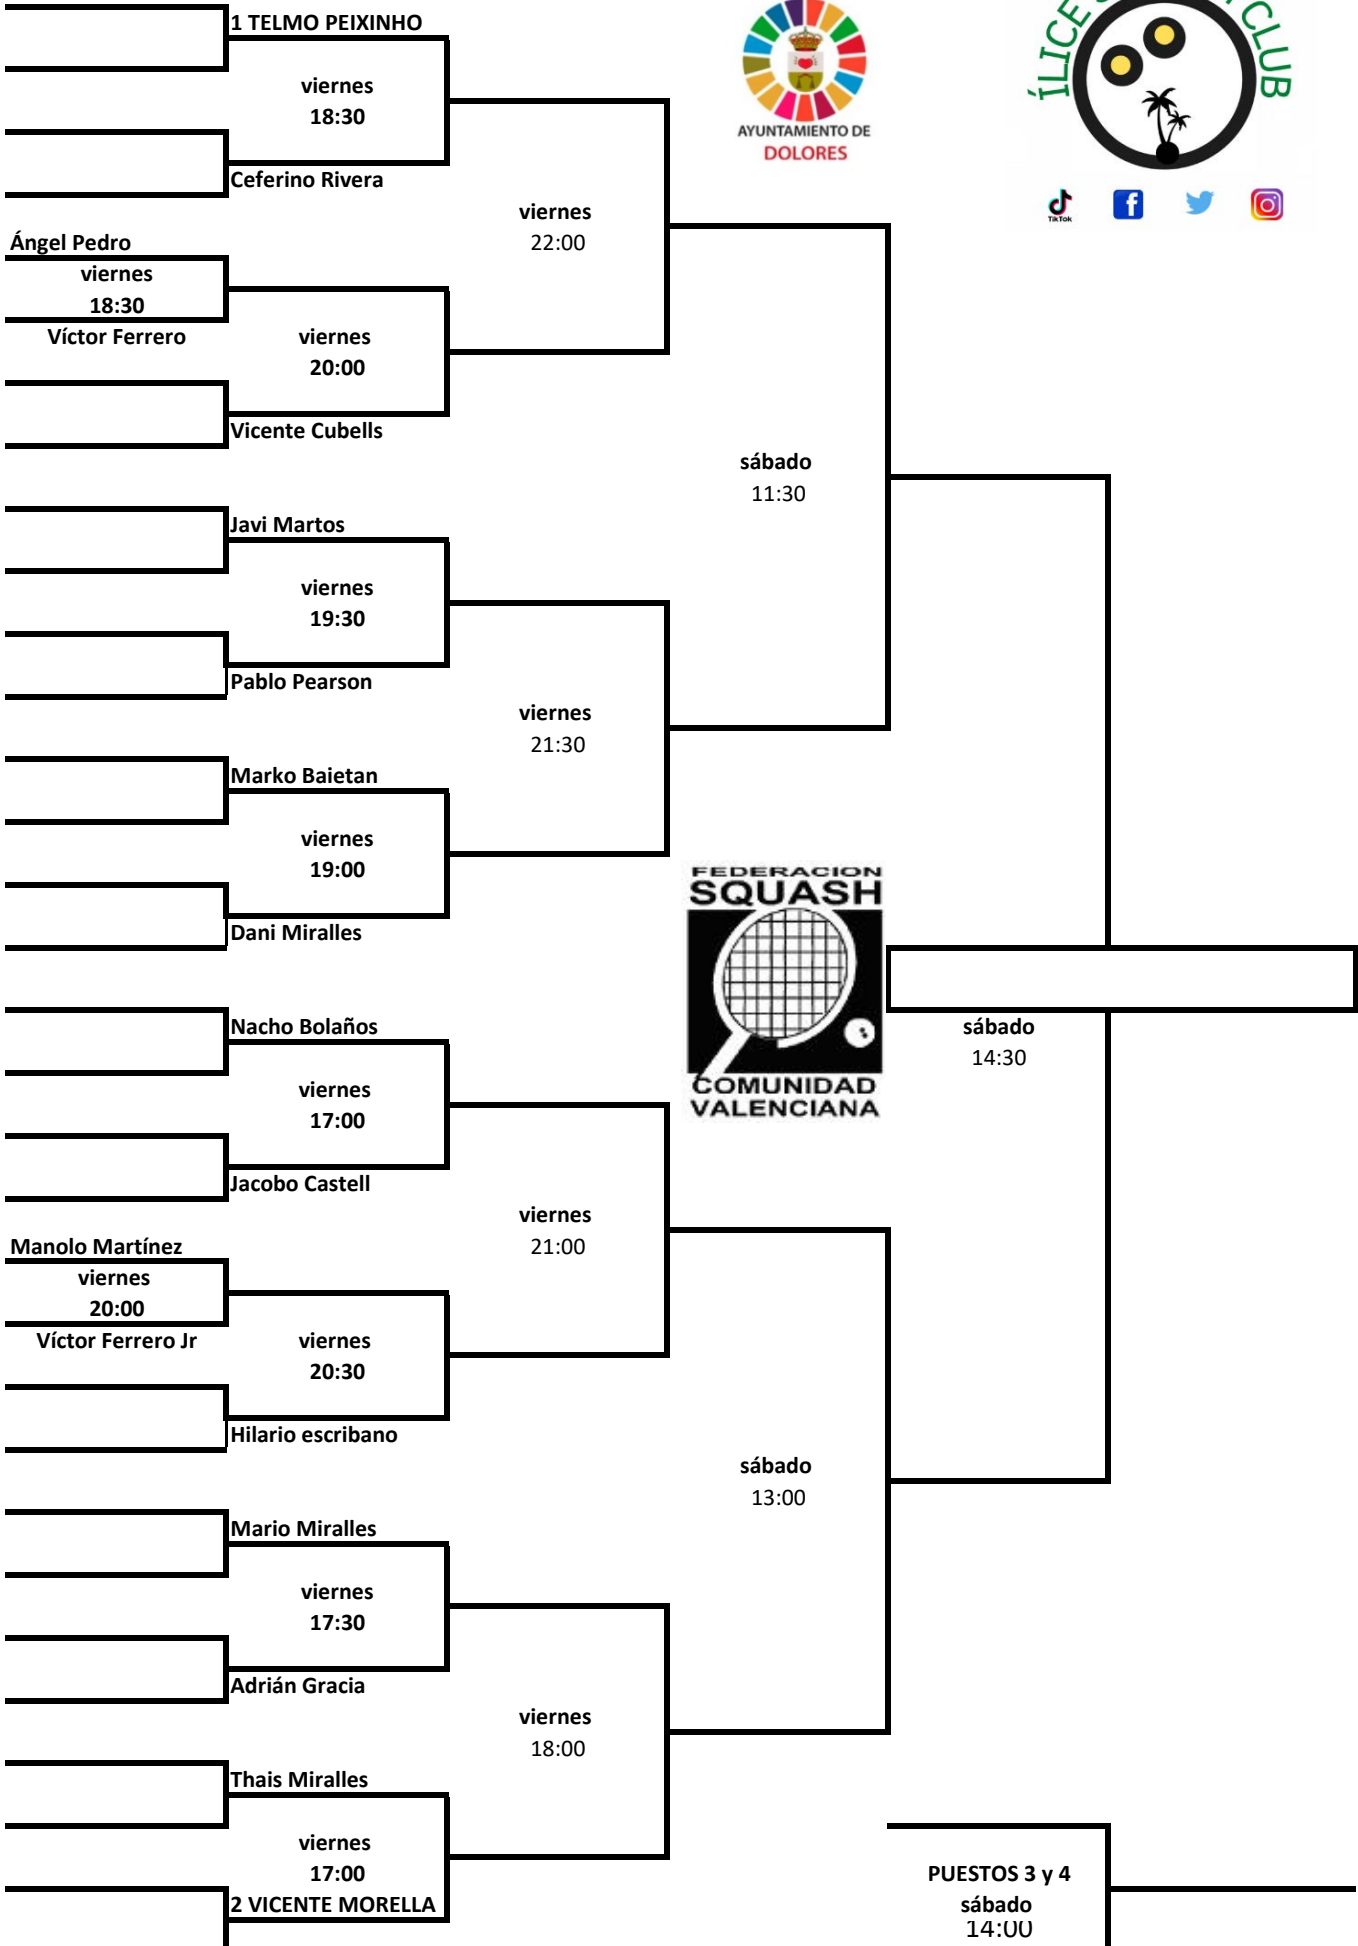 1 TELMO PEIXINHO
viernes
18:30
Ceferino Rivera
AYUNTAMIENTO DE
DOLORES
ÍLICE
CLUB
TikTok
viernes
22:00
Ángel Pedro
viernes
18:30
Víctor Ferrero
viernes
20:00
Vicente Cubells
sábado
11:30
Javi Martos
viernes
19:30
Pablo Pearson
viernes
21:30
Marko Baietan
viernes
19:00
Dani Miralles
FEDERACION
SQUASH
COMUNIDAD
VALENCIANA
sábado
14:30
Nacho Bolaños
viernes
17:00
Jacobo Castell
viernes
21:00
Manolo Martínez
viernes
20:00
Víctor Ferrero Jr
viernes
20:30
Hilario escribano
sábado
13:00
Mario Miralles
viernes
17:30
Adrián Gracia
viernes
18:00
Thais Miralles
viernes
17:00
2 VICENTE MORELLA
PUESTOS 3 y 4
sábado
14:00